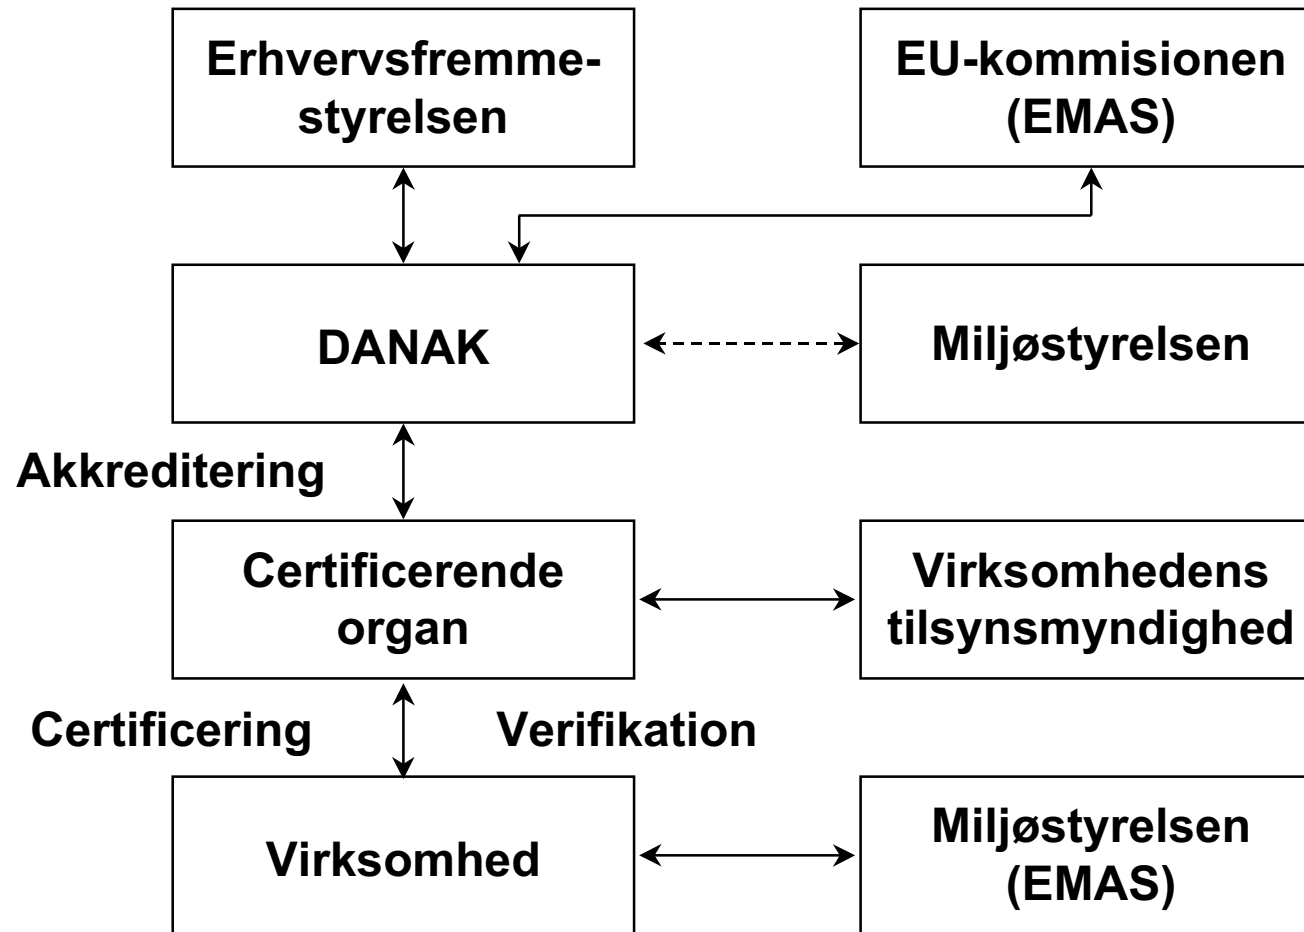 Erhvervsfremme-
styrelsen
EU-kommisionen
(EMAS)
DANAK
Miljøstyrelsen
Akkreditering
Certificerende
organ
Virksomhedens
tilsynsmyndighed
Certificering
Verifikation
Virksomhed
Miljøstyrelsen
(EMAS)